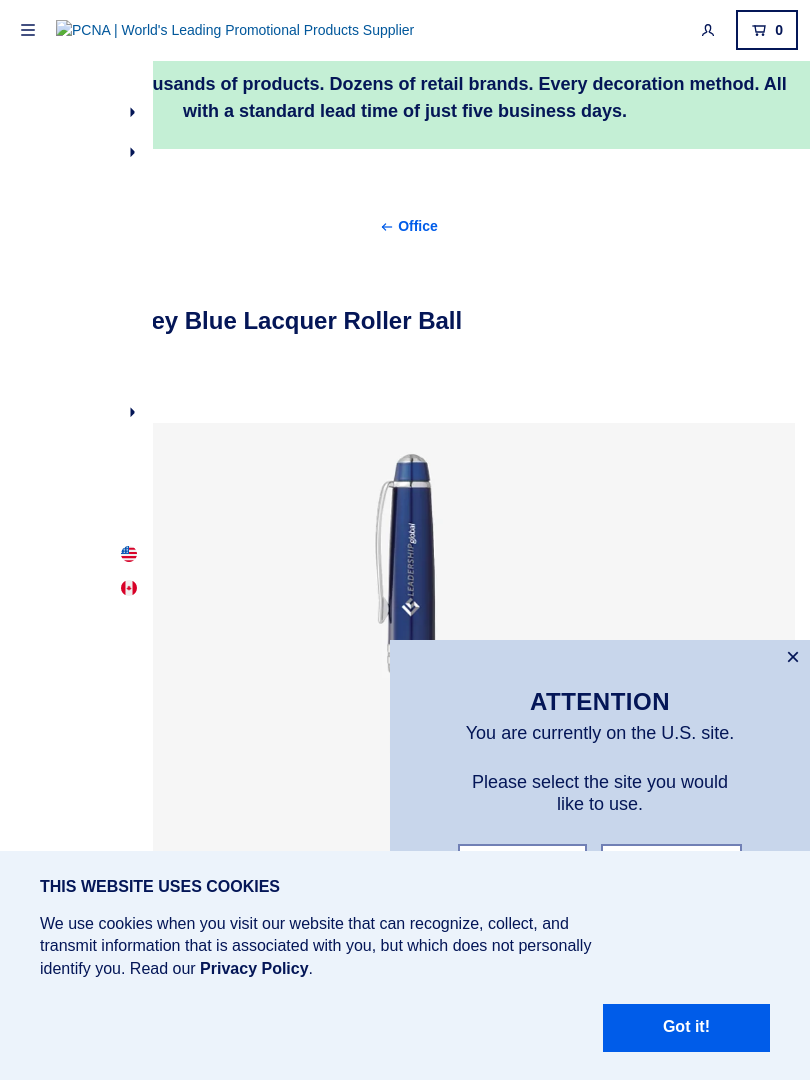 PCNA | World's Leading Promotional Products Supplier
0
of products. Dozens of retail brands. Every decoration method. All
with a standard lead time of just five business days.
Office
Blue Lacquer Roller Ball
LEADERSHIP global
ATTENTION
You are currently on the U.S. site.
Please select the site you would
like to use.
THIS WEBSITE USES COOKIES
We use cookies when you visit our website that can recognize, collect, and
transmit information that is associated with you, but which does not personally
identify you. Read our Privacy Policy.
Got it!